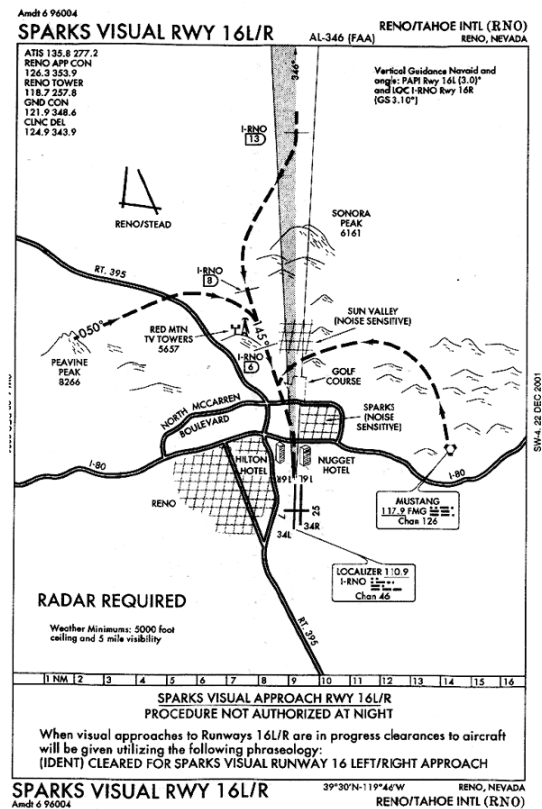 Amdt 6 96004
SPARKS VISUAL RWY 16L/R
AL-346 (FAA)
RENO/TAHOE INTL (RNO)
RENO, NEVADA
ATIS 135.8 277.2
RENO APP CON
126.3 353.9
RENO TOWER
118.7 257.8
GND CON
121.9 348.6
CLNC DEL
124.9 343.9
346°
Vertical Guidance Navaid and
angle: PAPI Rwy 16L (3.0)°
and LOC I-RNO Rwy 16R
(GS 3.10°)
I-RNO
13
RENO/STEAD
SONORA
PEAK
6161
RT. 395
I-RNO
8
050°
145°
RED MTN
TV TOWERS
5657
SUN VALLEY
(NOISE SENSITIVE)
PEAVINE
PEAK
8266
I-RNO
6
GOLF
COURSE
NORTH MCCARREN
BOULEVARD
SPARKS
(NOISE
SENSITIVE)
I-80
HILTON
HOTEL
NUGGET
HOTEL
I-80
16R
16L
RENO
7
25
34L
34R
MUSTANG
117.9 FMG
Chan 126
LOCALIZER 110.9
I-RNO
Chan 46
RT. 395
SW-4, 22 DEC 2001
RADAR REQUIRED
Weather Minimums: 5000 foot
ceiling and 5 mile visibility
1 NM 2 3 4 5 6 7 8 9 10 11 12 13 14 15 16
SPARKS VISUAL APPROACH RWY 16L/R
PROCEDURE NOT AUTHORIZED AT NIGHT
When visual approaches to Runways 16L/R are in progress clearances to aircraft
will be given utilizing the following phraseology:
(IDENT) CLEARED FOR SPARKS VISUAL RUNWAY 16 LEFT/RIGHT APPROACH
SPARKS VISUAL RWY 16L/R
Amdt 6 96004
39°30'N-119°46'W
RENO, NEVADA
RENO/TAHOE INTL (RNO)